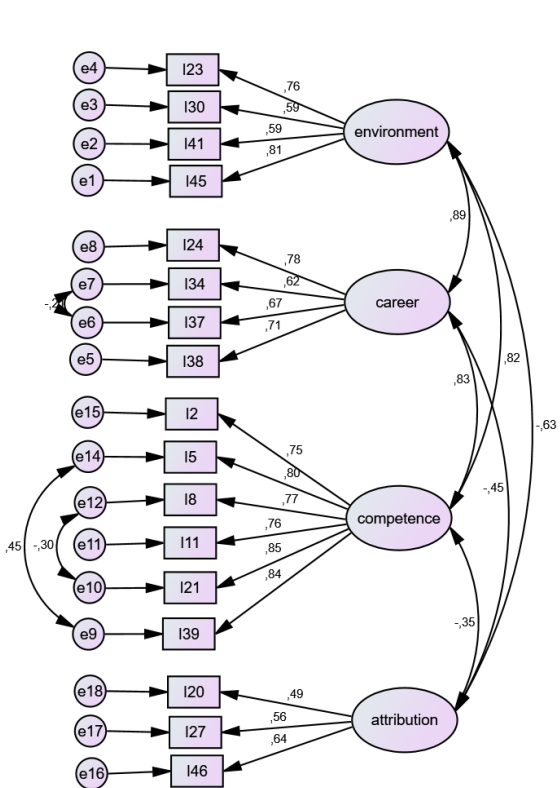 e4 I23 ,76
e3 I30 ,59
e2 I41 ,59
e1 I45 ,81
environment
,89
e8 I24 ,78
e7 I34 ,62
e6 I37 ,67
e5 I38 ,71
career
,82
,83
-,63
-,45
e15 I2 ,75
e14 I5 ,80
e12 I8 ,77
e11 I11 ,76
e10 I21 ,85
e9 I39 ,84
competence
,45 -,30
-,35
e18 I20 ,49
e17 I27 ,56
e16 I46 ,64
attribution